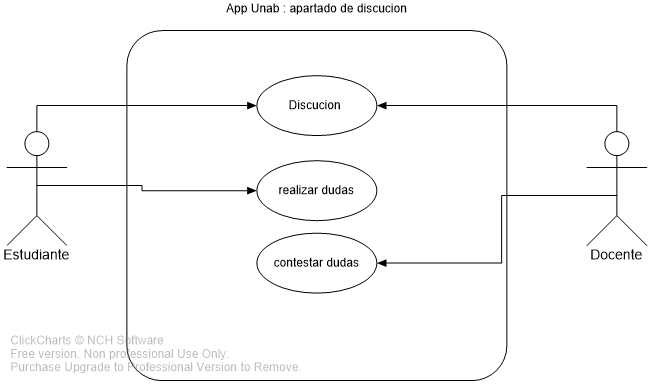 App Unab : apartado de discucion
Discucion
realizar dudas
contestar dudas
Estudiante
Docente
ClickCharts © NCH Software
Free version. Non professional Use Only.
Purchase Upgrade to Professional Version to Remove.